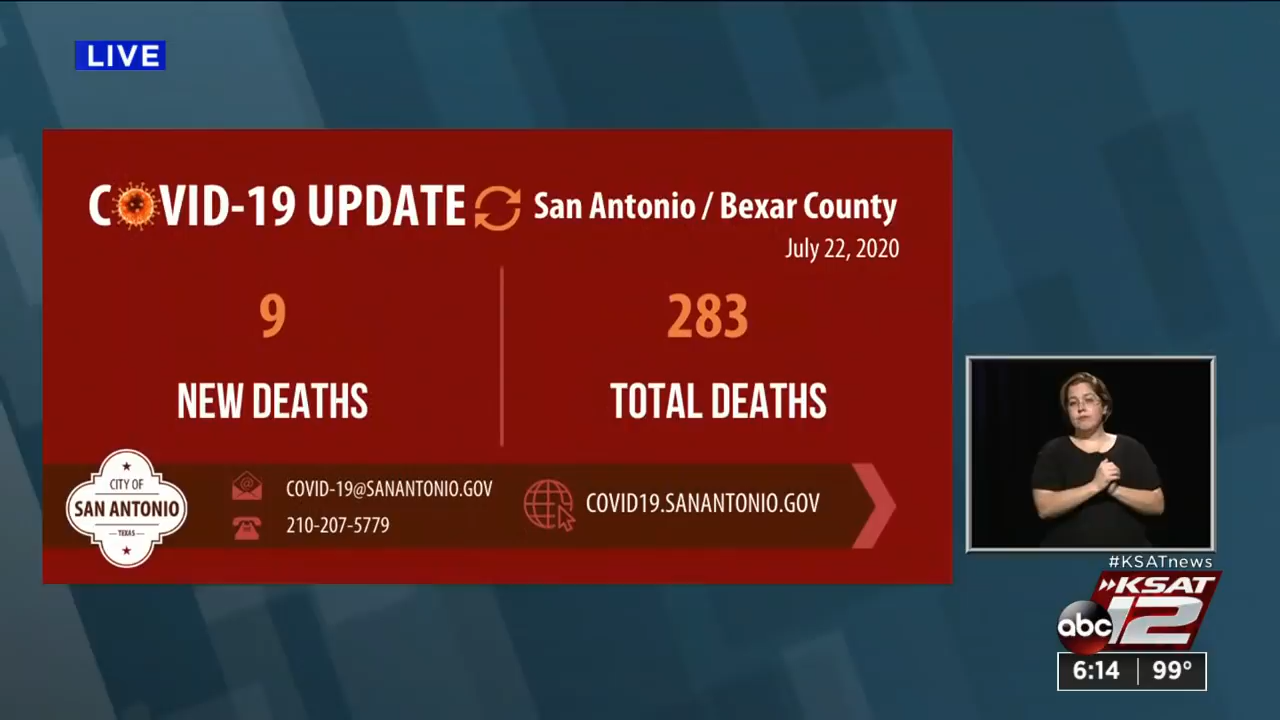 LIVE
COVID-19 UPDATE
San Antonio / Bexar County
July 22, 2020
9
NEW DEATHS
283
TOTAL DEATHS
CITY OF
SAN ANTONIO
TEXAS
@
COVID-19@SANANTONIO.GOV
210-207-5779
COVID19.SANANTONIO.GOV
#KSATnews
KSAT
abc 12
6:14 99°